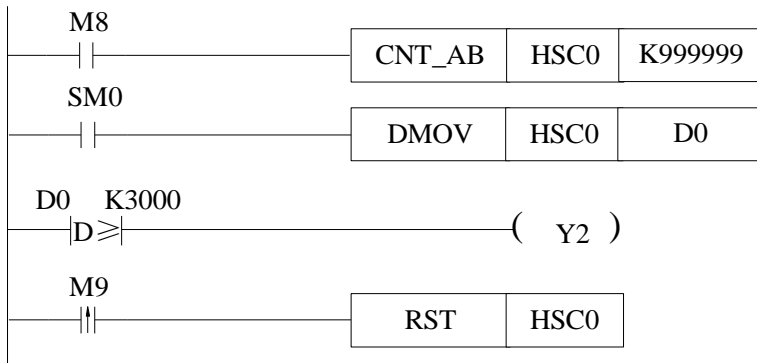 M8
CNT_AB HSC0 K999999
SM0
DMOV HSC0 D0
D0 K3000
D≥ ( Y2 )
M9
RST HSC0